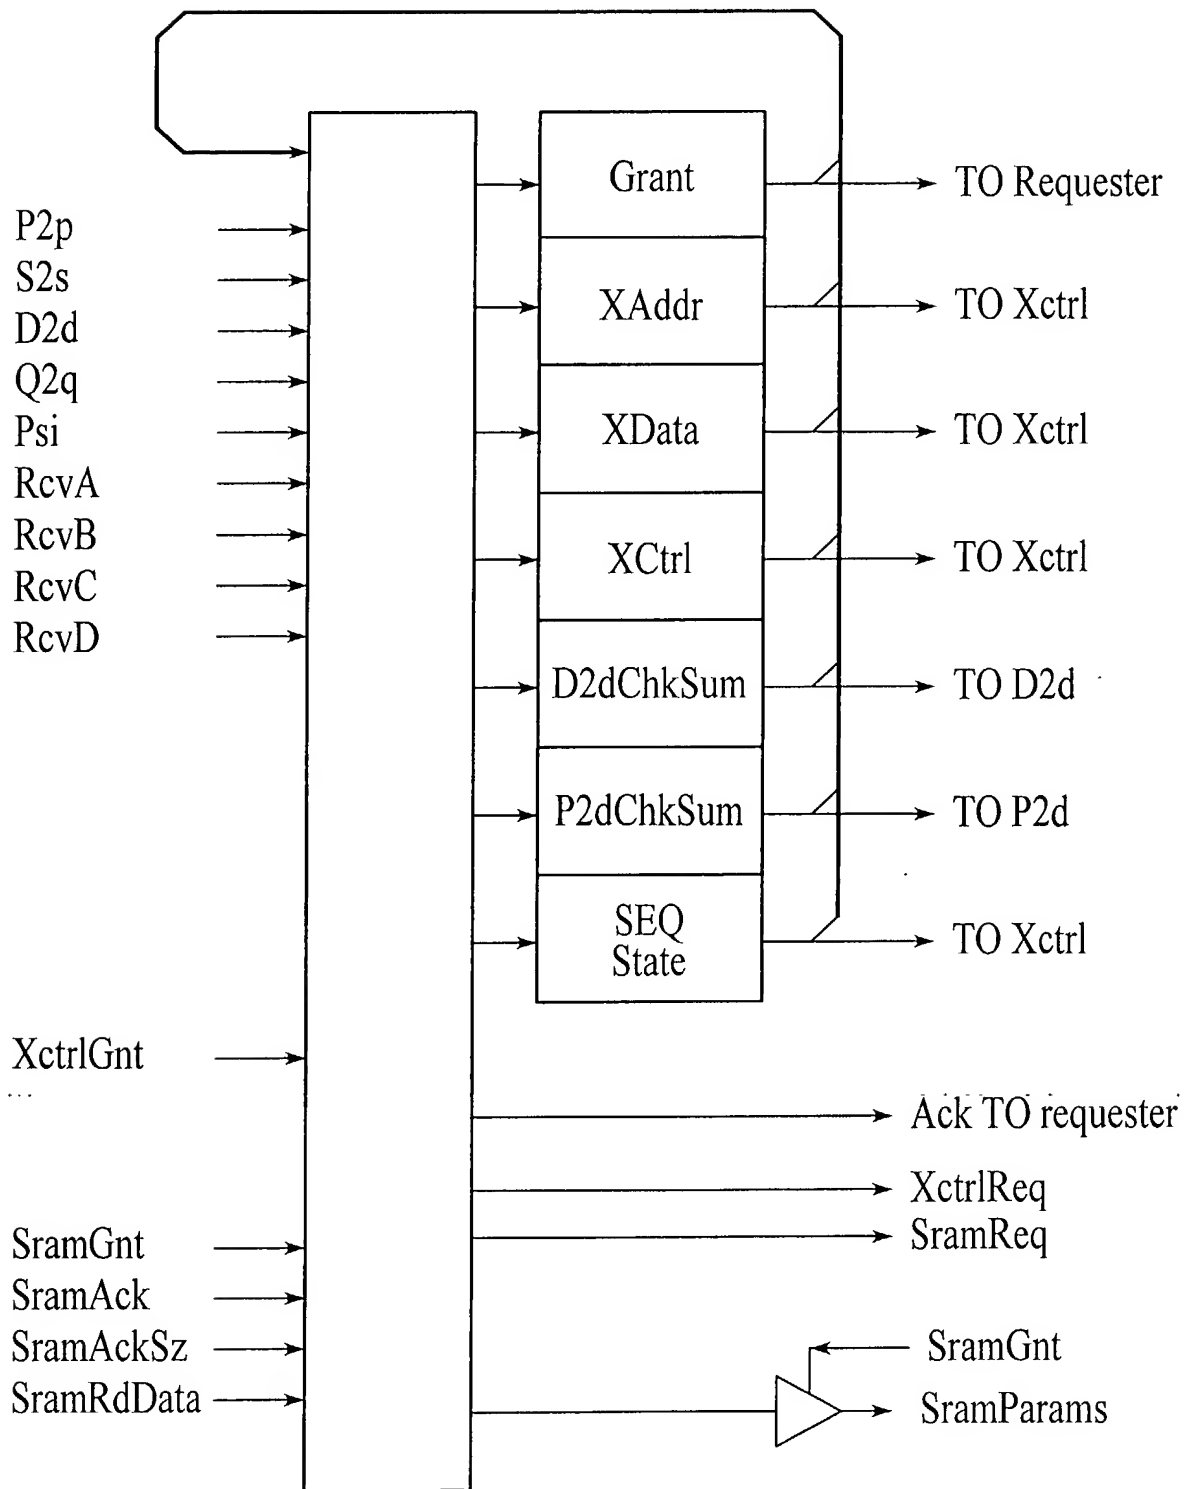 Grant
TO Requester
P2p
S2s
XAddr
TO Xctrl
D2d
Q2q
Psi
XData
TO Xctrl
RcvA
RcvB
XCtrl
TO Xctrl
RcvC
RcvD
D2dChkSum
TO D2d
P2dChkSum
TO P2d
SEQ
State
TO Xctrl
XctrlGnt
Ack TO requester
XctrlReq
SramGnt
SramReq
SramAck
SramAckSz
SramGnt
SramRdData
SramParams